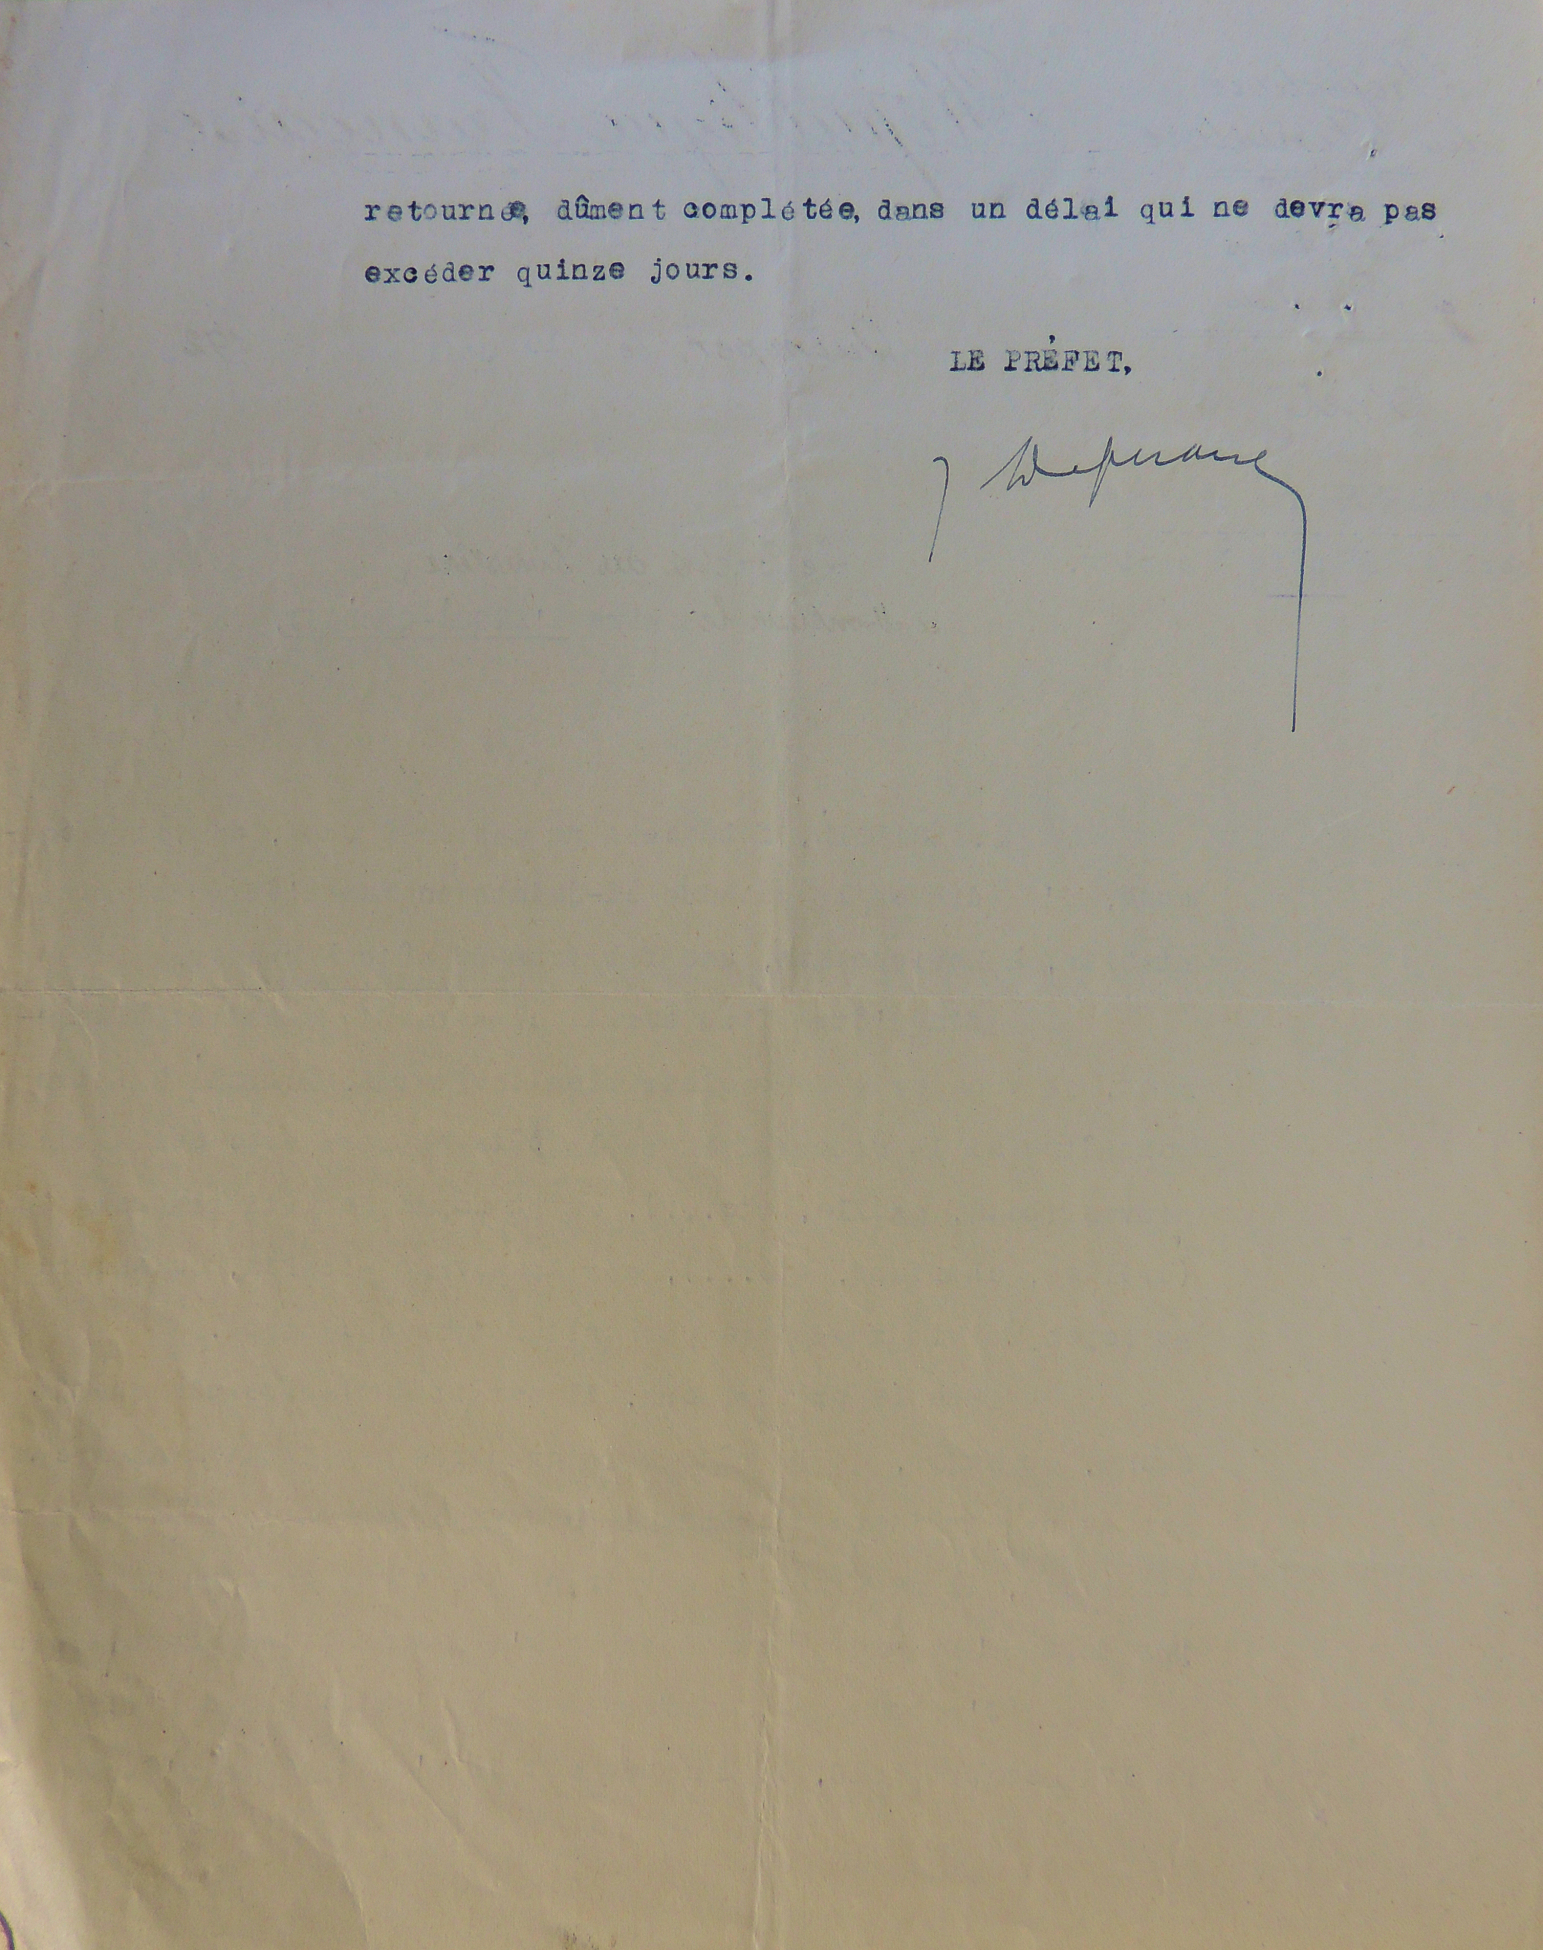 retournée, dûment complétée, dans un délai qui ne devra pas
excéder quinze jours.
LE PRÉFET,